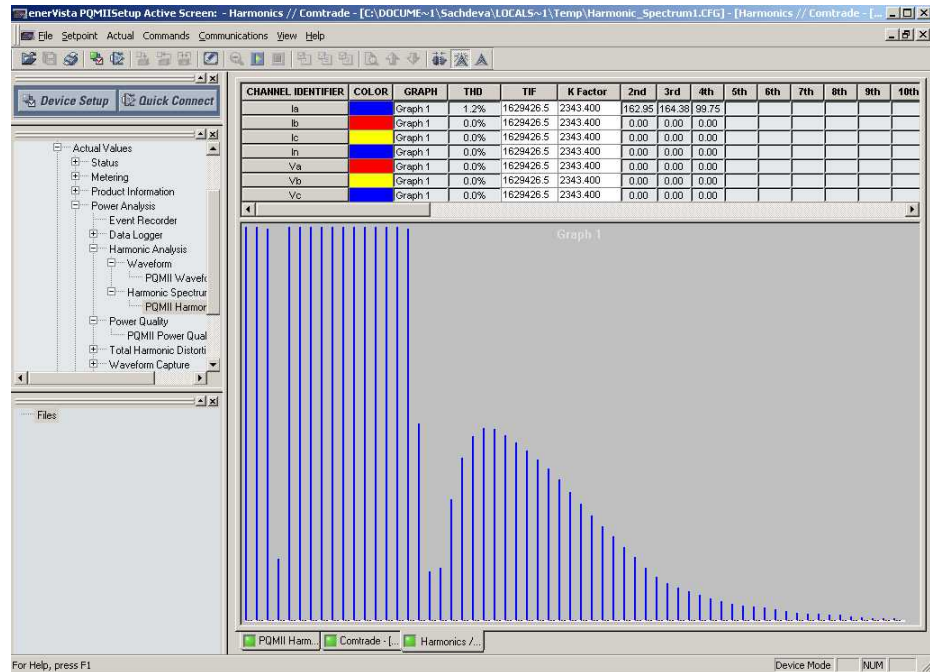 enerVista PQMIISetup Active Screen: - Harmonics // Comtrade - [C:\DOCUME~1\Sachdeva\LOCALS~1\Temp\Harmonic_Spectrum1.CFG] - [Harmonics // Comtrade - [...
File Setpoint Actual Commands Communications View Help
Device Setup Quick Connect
Actual Values
Status
Metering
Product Information
Power Analysis
Event Recorder
Data Logger
Harmonic Analysis
Waveform
PQMII Wavefo
Harmonic Spectrur
PQMII Harmor
Power Quality
PQMII Power Qual
Total Harmonic Distorti
Waveform Capture
Files
CHANNEL IDENTIFIER COLOR GRAPH THD TIF K Factor 2nd 3rd 4th 5th 6th 7th 8th 9th 10th
Ia Graph 1 1.2% 1629426.5 2343.400 162.95 164.38 99.75
Ib Graph 1 0.0% 1629426.5 2343.400 0.00 0.00 0.00
Ic Graph 1 0.0% 1629426.5 2343.400 0.00 0.00 0.00
In Graph 1 0.0% 1629426.5 2343.400 0.00 0.00 0.00
Va Graph 1 0.0% 1629426.5 2343.400 0.00 0.00 0.00
Vb Graph 1 0.0% 1629426.5 2343.400 0.00 0.00 0.00
Vc Graph 1 0.0% 1629426.5 2343.400 0.00 0.00 0.00
Graph 1
PQMII Harm... Comtrade - [... Harmonics /...
For Help, press F1 Device Mode NUM